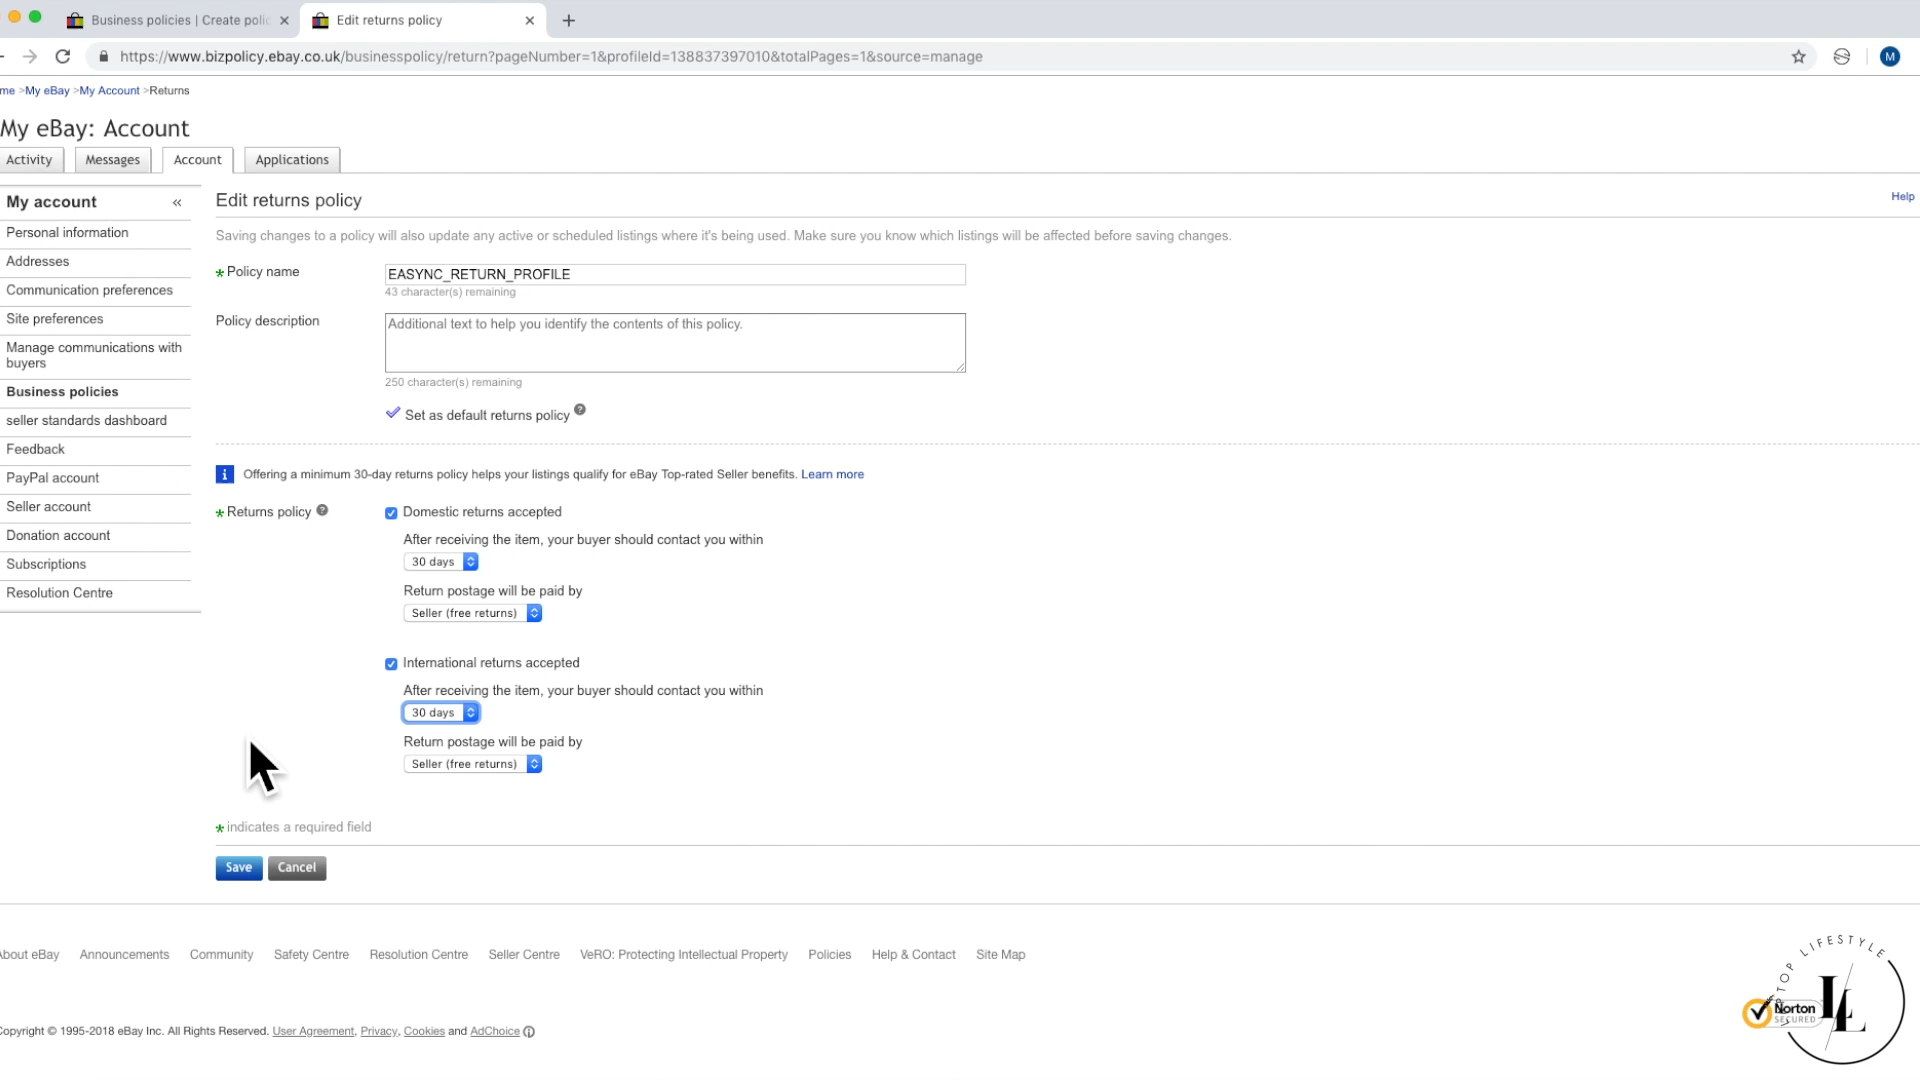 Business policies | Create polic
Edit returns policy
https://www.bizpolicy.ebay.co.uk/businesspolicy/return?pageNumber=1&profileId=138837397010&totalPages=1&source=manage
M
me >My eBay >My Account >Returns
My eBay: Account
Activity
Messages
Account
Applications
My account «
Personal information
Addresses
Communication preferences
Site preferences
Manage communications with
buyers
Business policies
seller standards dashboard
Feedback
PayPal account
Seller account
Donation account
Subscriptions
Resolution Centre
Edit returns policy
Help
Saving changes to a policy will also update any active or scheduled listings where it's being used. Make sure you know which listings will be affected before saving changes.
* Policy name
EASYNC_RETURN_PROFILE
43 character(s) remaining
Policy description
Additional text to help you identify the contents of this policy.
250 character(s) remaining
Set as default returns policy ?
i Offering a minimum 30-day returns policy helps your listings qualify for eBay Top-rated Seller benefits. Learn more
* Returns policy ?
Domestic returns accepted
After receiving the item, your buyer should contact you within
30 days
Return postage will be paid by
Seller (free returns)
International returns accepted
After receiving the item, your buyer should contact you within
30 days
Return postage will be paid by
Seller (free returns)
* indicates a required field
Save
Cancel
About eBay Announcements Community Safety Centre Resolution Centre Seller Centre VeRO: Protecting Intellectual Property Policies Help & Contact Site Map
Copyright © 1995-2018 eBay Inc. All Rights Reserved. User Agreement, Privacy, Cookies and AdChoice
LIFESTYLE
LL
Norton
SECURED